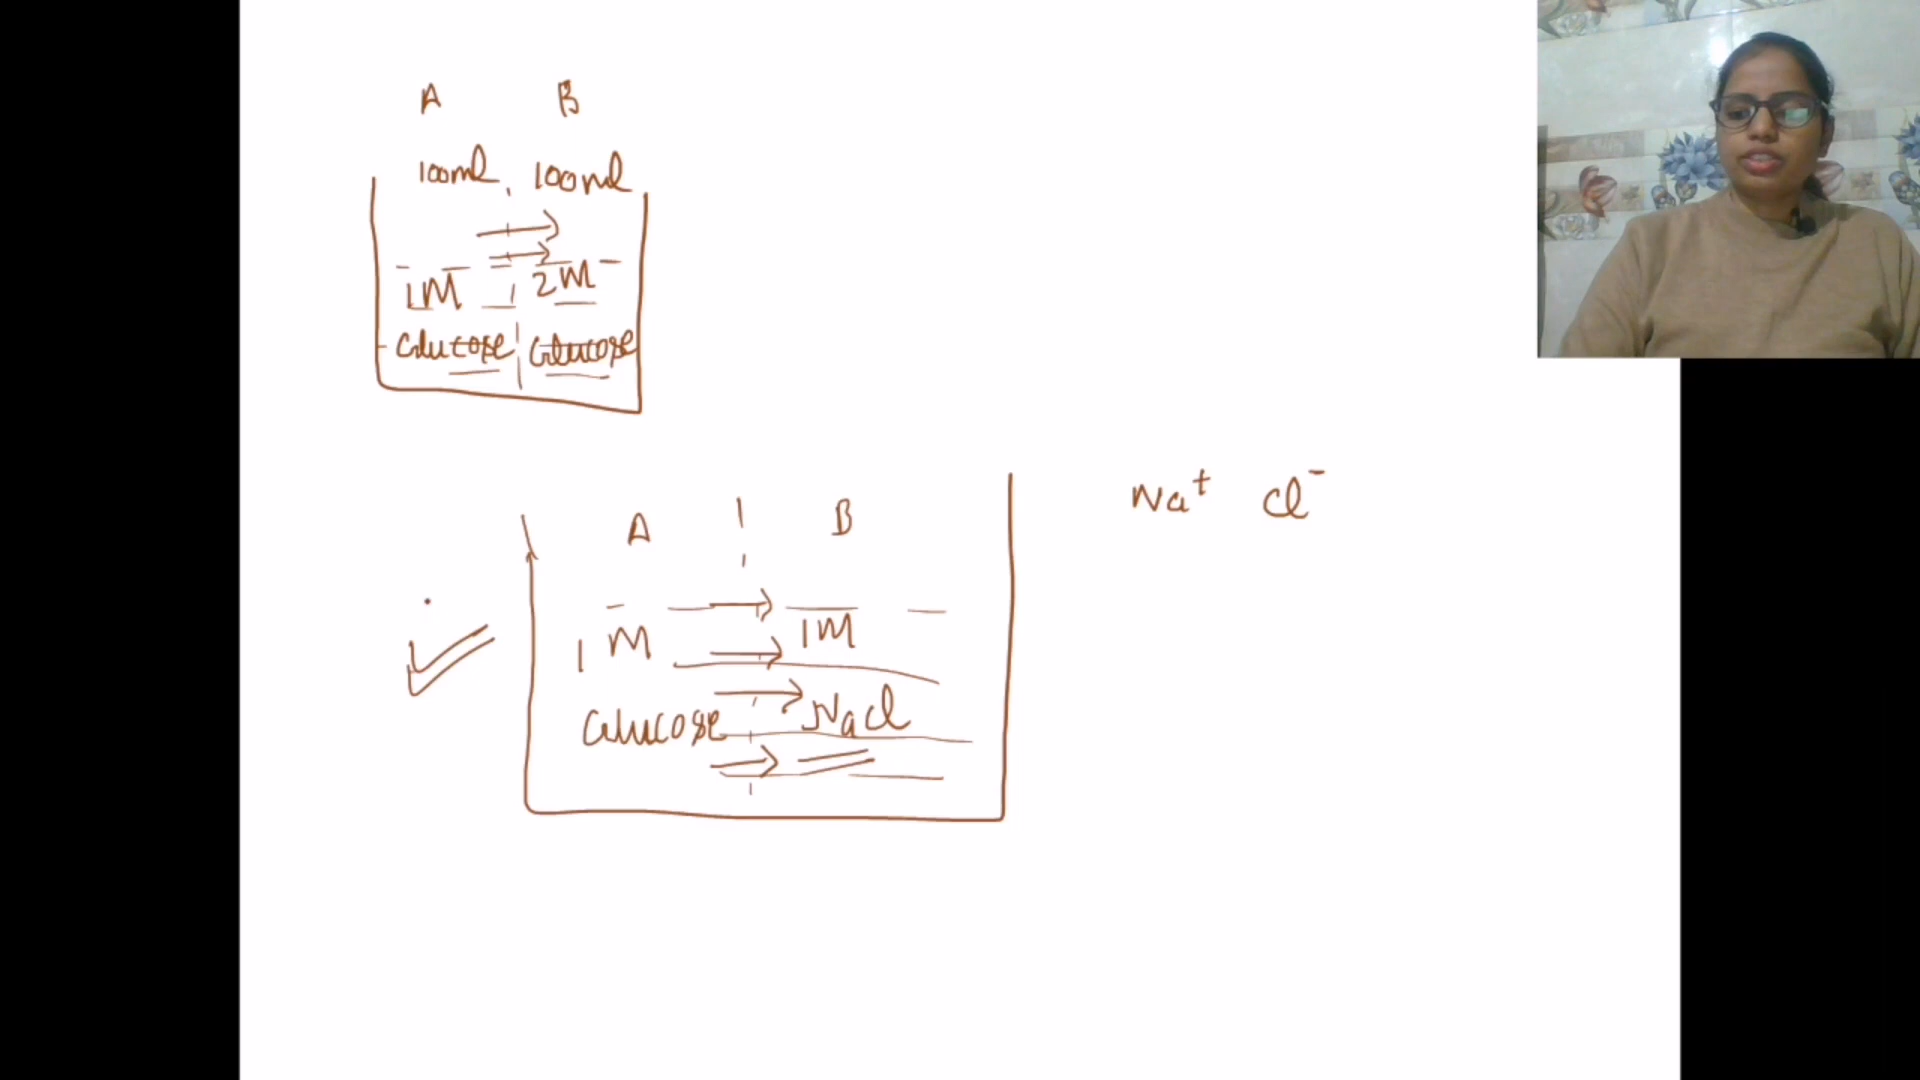 A B
100ml 100ml
1M 2M
Glucose Glucose
A B
Na+ Cl-
1M 1M
Glucose NaCl